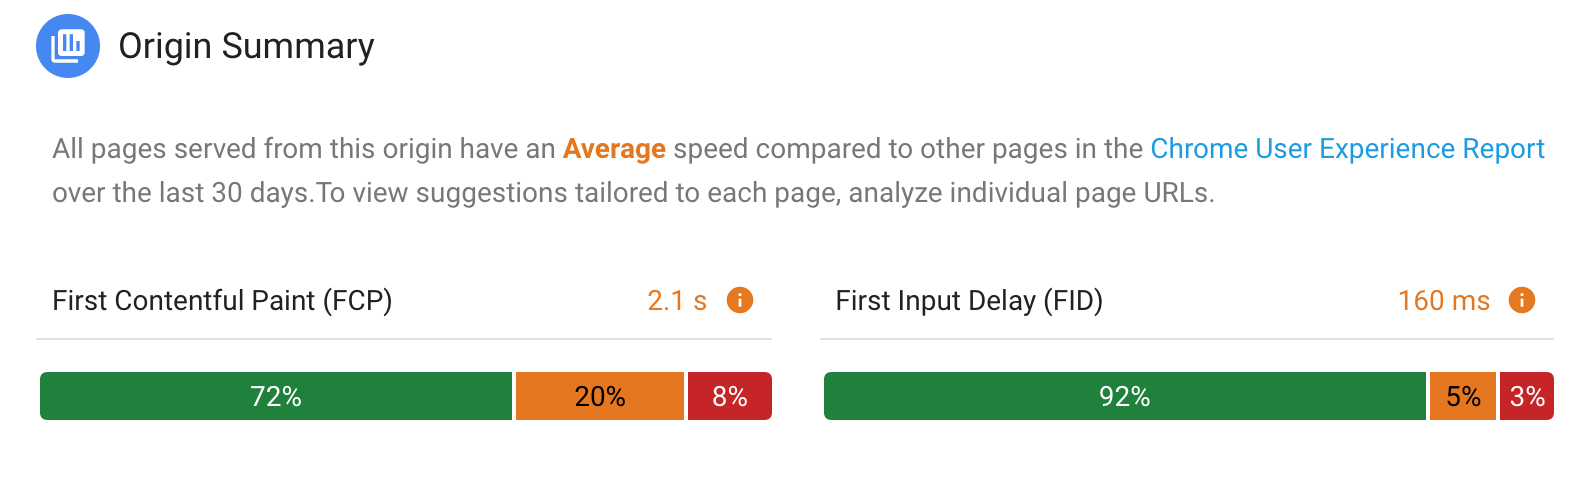 Origin Summary
All pages served from this origin have an Average speed compared to other pages in the Chrome User Experience Report
over the last 30 days.To view suggestions tailored to each page, analyze individual page URLs.
First Contentful Paint (FCP) 2.1 s
72% 20% 8%
First Input Delay (FID) 160 ms
92% 5% 3%